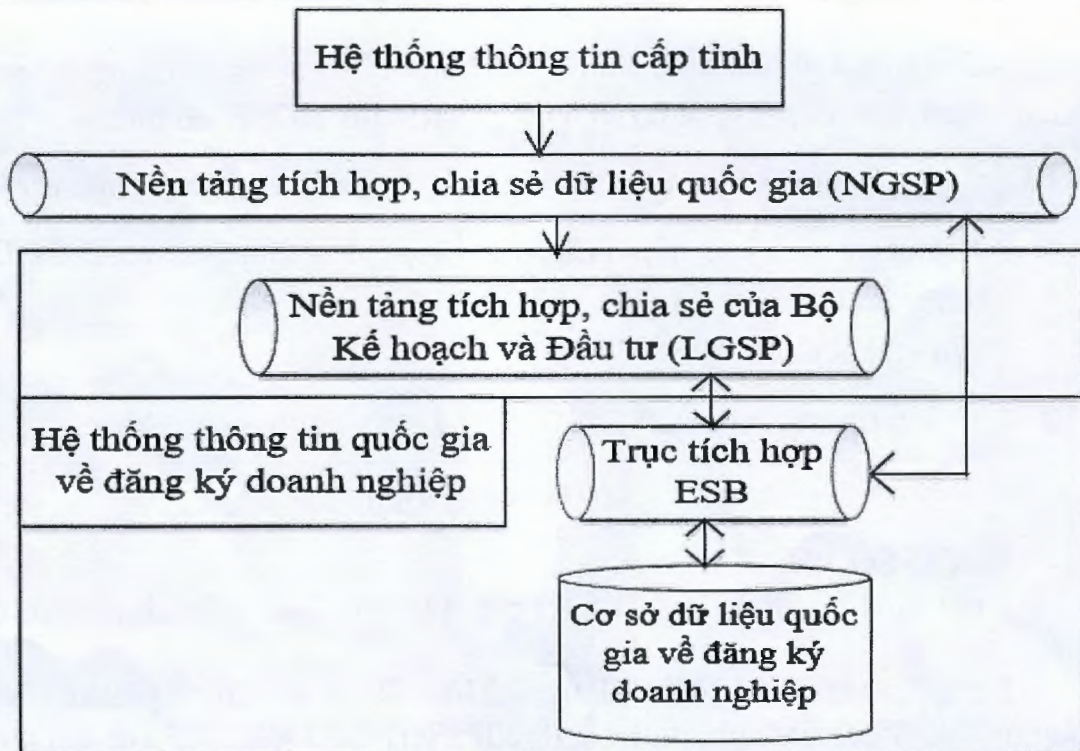 Hệ thống thông tin cấp tỉnh
Nền tảng tích hợp, chia sẻ dữ liệu quốc gia (NGSP)
Nền tảng tích hợp, chia sẻ của Bộ
Kế hoạch và Đầu tư (LGSP)
Hệ thống thông tin quốc gia
về đăng ký doanh nghiệp
Trục tích hợp
ESB
Cơ sở dữ liệu quốc
gia về đăng ký
doanh nghiệp